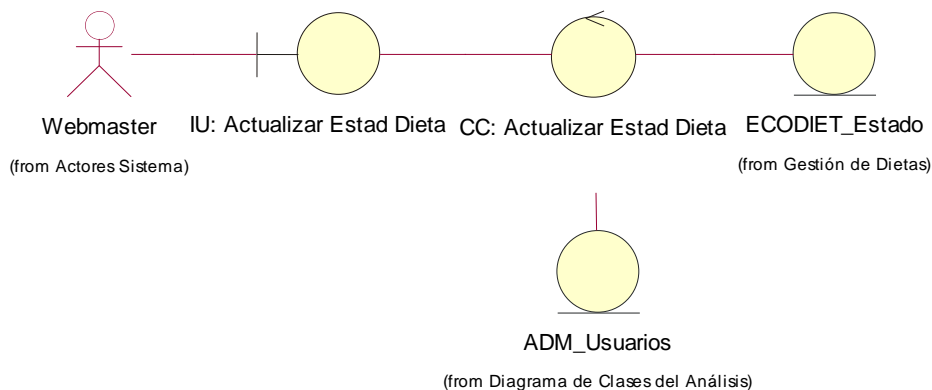 Webmaster
IU: Actualizar Estad Dieta
CC: Actualizar Estad Dieta
ECODIET_Estado
(from Actores Sistema)
(from Gestión de Dietas)
ADM_Usuarios
(from Diagrama de Clases del Análisis)